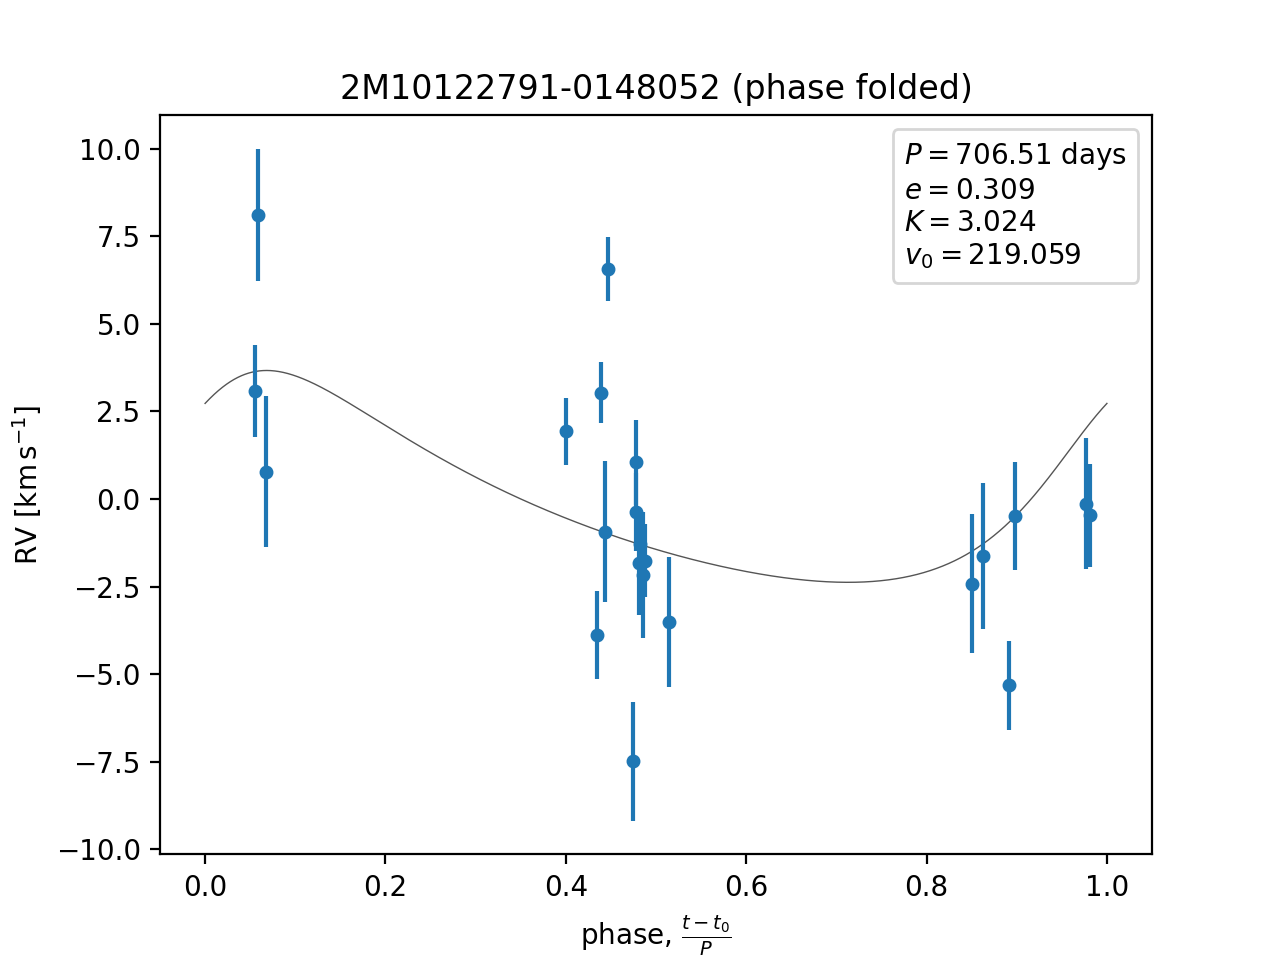 2M10122791-0148052 (phase folded)
P = 706.51 days
e = 0.309
K = 3.024
v₀ = 219.059
RV [km s⁻¹]
10.0
7.5
5.0
2.5
0.0
−2.5
−5.0
−7.5
−10.0
0.0 0.2 0.4 0.6 0.8 1.0
phase, (t − t₀)/P